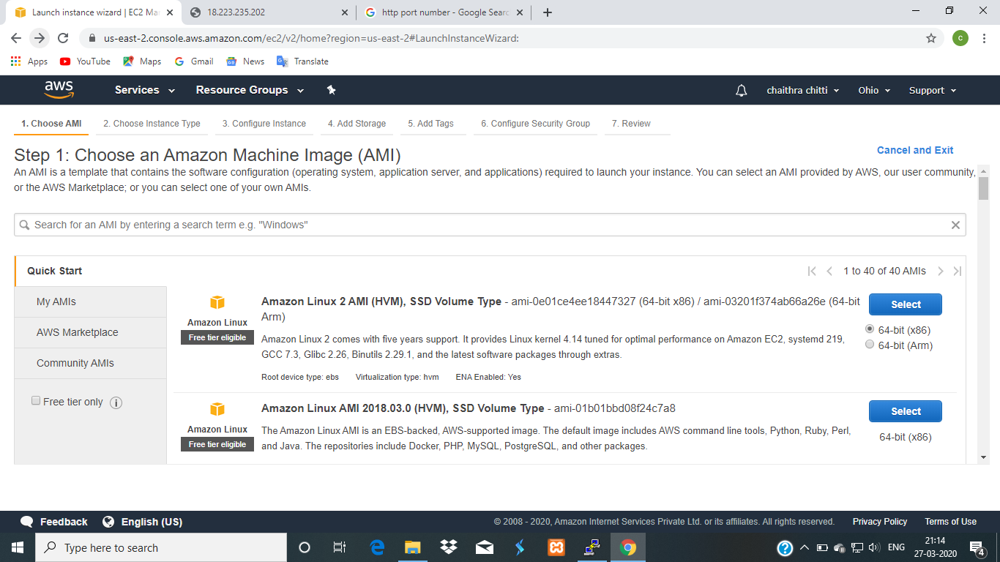 Launch instance wizard | EC2 Mar
18.223.235.202
http port number - Google Searc
us-east-2.console.aws.amazon.com/ec2/v2/home?region=us-east-2#LaunchInstanceWizard:
c
Apps YouTube Maps Gmail News Translate
aws Services Resource Groups chaithra chitti Ohio Support
1. Choose AMI 2. Choose Instance Type 3. Configure Instance 4. Add Storage 5. Add Tags 6. Configure Security Group 7. Review
Step 1: Choose an Amazon Machine Image (AMI)
Cancel and Exit
An AMI is a template that contains the software configuration (operating system, application server, and applications) required to launch your instance. You can select an AMI provided by AWS, our user community,
or the AWS Marketplace; or you can select one of your own AMIs.
Search for an AMI by entering a search term e.g. "Windows"
Quick Start
1 to 40 of 40 AMIs
My AMIs
AWS Marketplace
Community AMIs
Free tier only
Amazon Linux
Free tier eligible
Amazon Linux 2 AMI (HVM), SSD Volume Type - ami-0e01ce4ee18447327 (64-bit x86) / ami-03201f374ab66a26e (64-bit
Arm)
Amazon Linux 2 comes with five years support. It provides Linux kernel 4.14 tuned for optimal performance on Amazon EC2, systemd 219,
GCC 7.3, Glibc 2.26, Binutils 2.29.1, and the latest software packages through extras.
Root device type: ebs Virtualization type: hvm ENA Enabled: Yes
Select
64-bit (x86)
64-bit (Arm)
Amazon Linux
Free tier eligible
Amazon Linux AMI 2018.03.0 (HVM), SSD Volume Type - ami-01b01bbd08f24c7a8
The Amazon Linux AMI is an EBS-backed, AWS-supported image. The default image includes AWS command line tools, Python, Ruby, Perl,
and Java. The repositories include Docker, PHP, MySQL, PostgreSQL, and other packages.
Select
64-bit (x86)
Feedback English (US)
© 2008 - 2020, Amazon Internet Services Private Ltd. or its affiliates. All rights reserved. Privacy Policy Terms of Use
Type here to search
ENG
21:14
27-03-2020
4